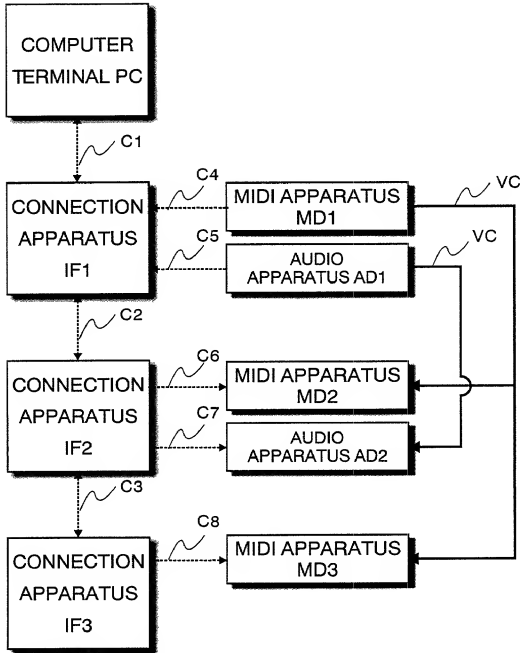 COMPUTER
TERMINAL PC
C1
CONNECTION
APPARATUS
IF1
C4
MIDI APPARATUS
MD1
VC
C5
AUDIO
APPARATUS AD1
VC
C2
CONNECTION
APPARATUS
IF2
C6
MIDI APPARATUS
MD2
C7
AUDIO
APPARATUS AD2
C3
CONNECTION
APPARATUS
IF3
C8
MIDI APPARATUS
MD3